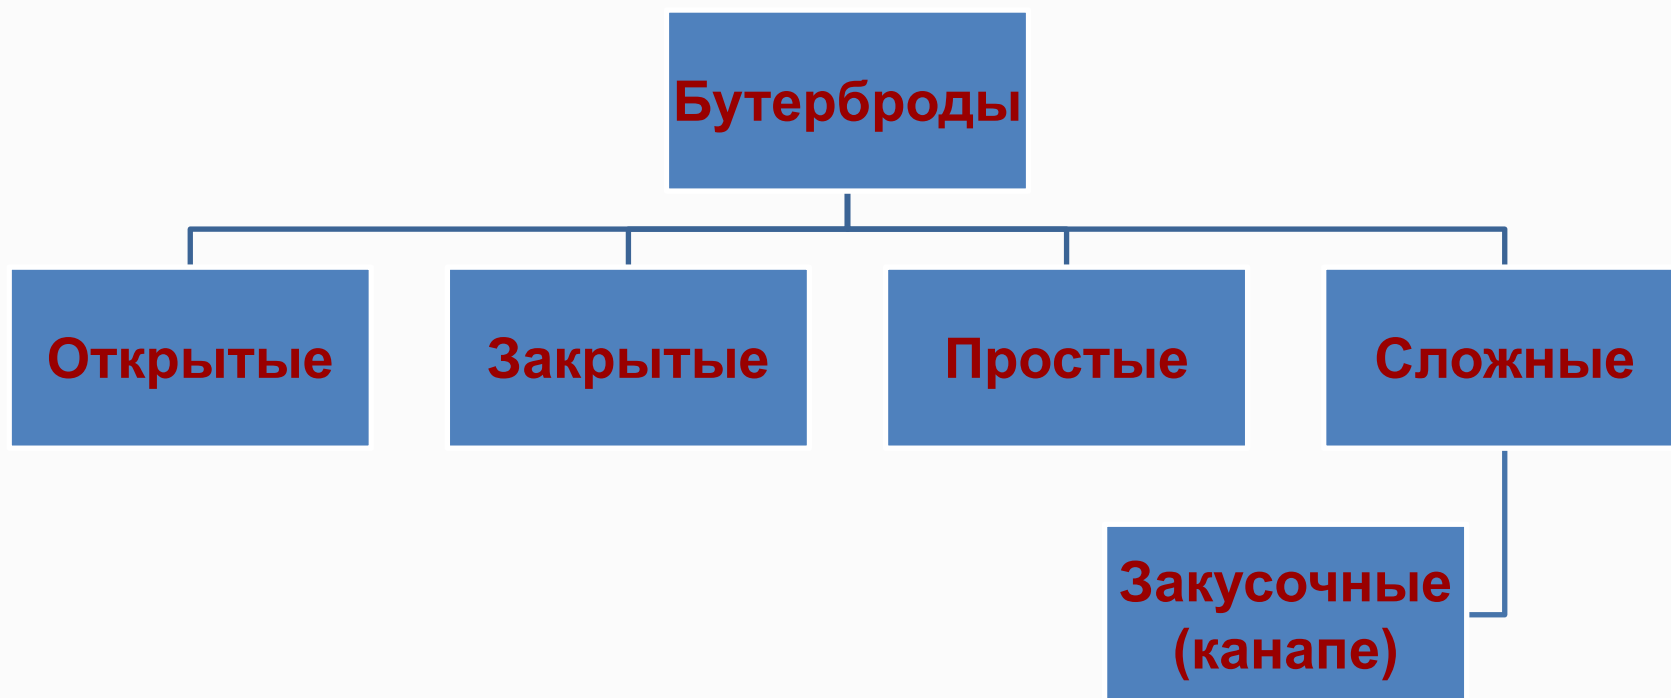 Бутерброды
Открытые
Закрытые
Простые
Сложные
Закусочные
(канапе)